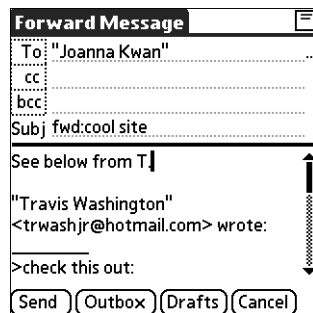 Forward Message
To "Joanna Kwan" ..
cc
bcc
Subj fwd:cool site
See below from T.
"Travis Washington"
<trwashjr@hotmail.com> wrote:
>check this out:
Send Outbox Drafts Cancel